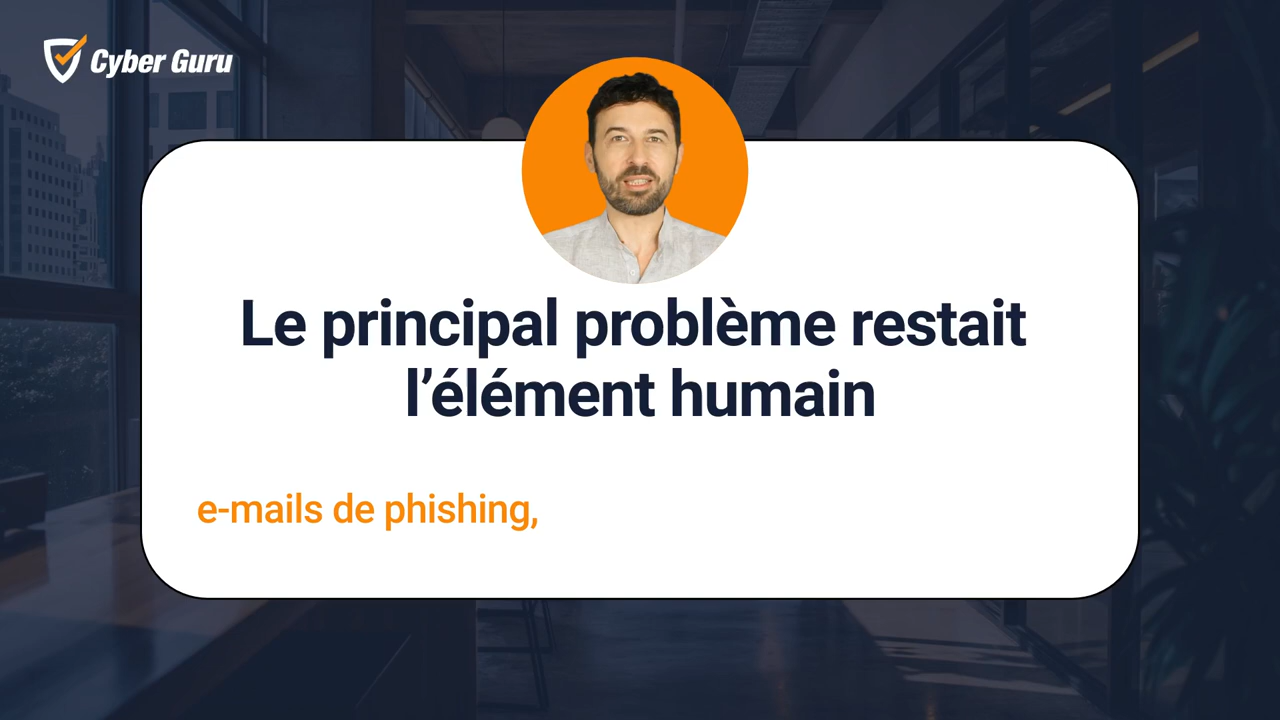 Cyber Guru
Le principal problème restait
l’élément humain
e-mails de phishing,